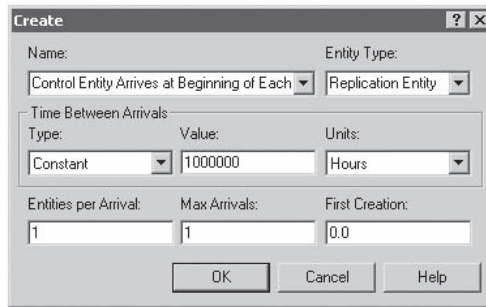 Create
Name: Entity Type:
Control Entity Arrives at Beginning of Each Replication Entity
Time Between Arrivals
Type: Value: Units:
Constant 1000000 Hours
Entities per Arrival: Max Arrivals: First Creation:
1 1 0.0
OK Cancel Help